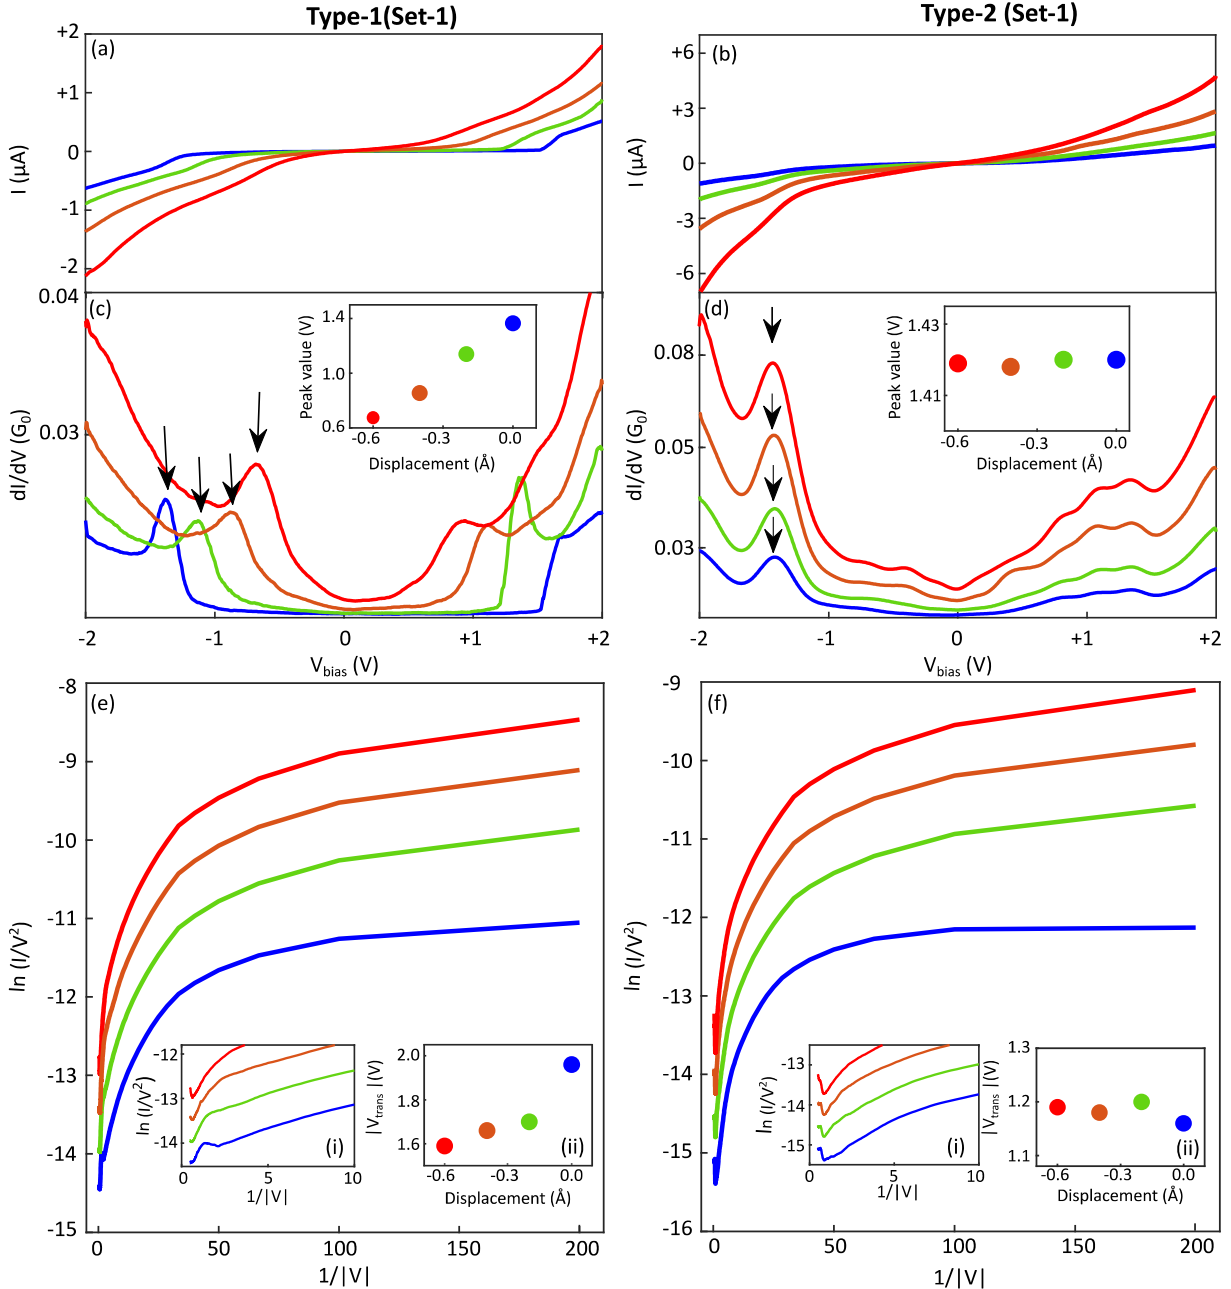 Type-1(Set-1)
Type-2 (Set-1)
(a)
+2
+1
0
-1
-2
I (µA)
(b)
+6
+3
0
-3
-6
I (µA)
(c)
0.04
0.03
dI/dV (G0)
-2
-1
0
+1
+2
Vbias (V)
1.4
1.0
0.6
Peak value (V)
-0.6
-0.3
0.0
Displacement (Å)
(d)
0.08
0.05
0.03
dI/dV (G0)
-2
-1
0
+1
+2
Vbias (V)
1.43
1.41
Peak value (V)
-0.6
-0.3
0.0
Displacement (Å)
(e)
-8
-9
-10
-11
-12
-13
-14
-15
ln (I/V2)
0
50
100
150
200
1/|V|
-12
-13
-14
ln (I/V2)
(i)
0
5
10
1/|V|
2.0
1.8
1.6
|Vtrans| (V)
(ii)
-0.6
-0.3
0.0
Displacement (Å)
(f)
-9
-10
-11
-12
-13
-14
-15
-16
ln (I/V2)
0
50
100
150
200
1/|V|
-13
-14
-15
ln (I/V2)
(i)
0
5
10
1/|V|
1.3
1.2
1.1
|Vtrans| (V)
(ii)
-0.6
-0.3
0.0
Displacement (Å)